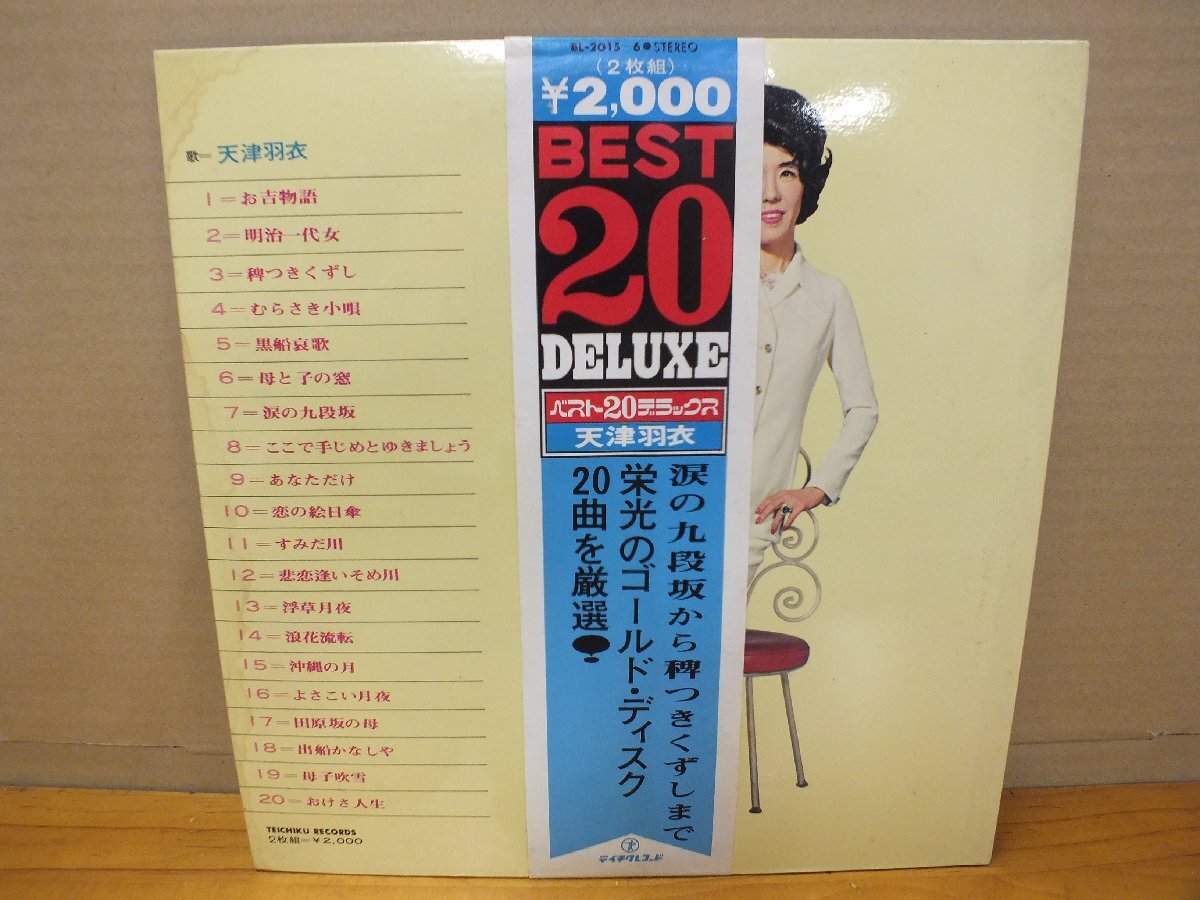 歌＝天津羽衣
1＝お吉物語
2＝明治一代女
3＝稗つきくずし
4＝むらさき小唄
5＝黒船哀歌
6＝母と子の窓
7＝涙の九段坂
8＝ここで手じめとゆきましょう
9＝あなただけ
10＝恋の絵日傘
11＝すみだ川
12＝悲恋逢いそめ川
13＝浮草月夜
14＝浪花流転
15＝沖縄の月
16＝よさこい月夜
17＝田原坂の母
18＝出船かなしや
19＝母子吹雪
20＝おけさ人生
TEICHIKU RECORDS
2枚組＝￥2,000
BL-2015-6●STEREO
(2枚組)
￥2,000
BEST
20
DELUXE
ベスト20デラックス
天津羽衣
涙の九段坂から稗つきくずしまで
栄光のゴールド・ディスク
20曲を厳選!
テイチクレコード